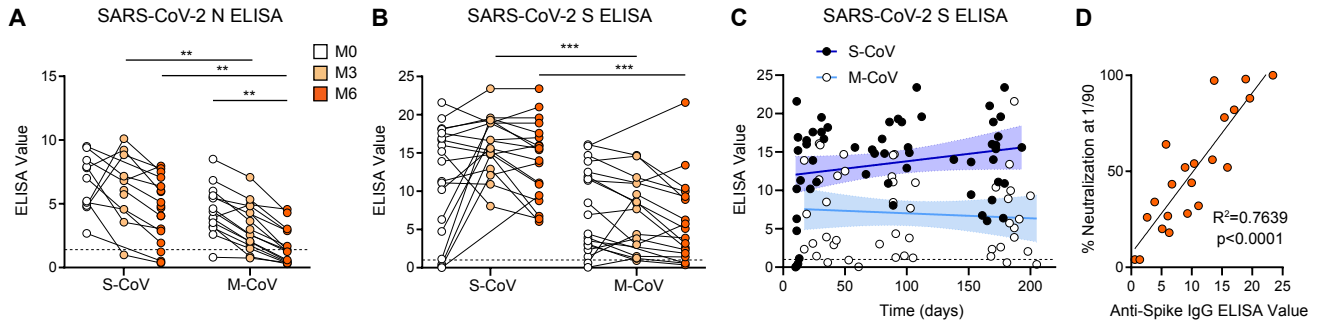 A
SARS-CoV-2 N ELISA
ELISA Value
15
10
5
0
S-CoV
M-CoV
**
**
**
M0
M3
M6
B
SARS-CoV-2 S ELISA
ELISA Value
25
20
15
10
5
0
S-CoV
M-CoV
***
***
C
SARS-CoV-2 S ELISA
S-CoV
M-CoV
ELISA Value
25
20
15
10
5
0
0
50
100
150
200
Time (days)
D
% Neutralization at 1/90
100
50
0
0
5
10
15
20
25
R²=0.7639
p<0.0001
Anti-Spike IgG ELISA Value